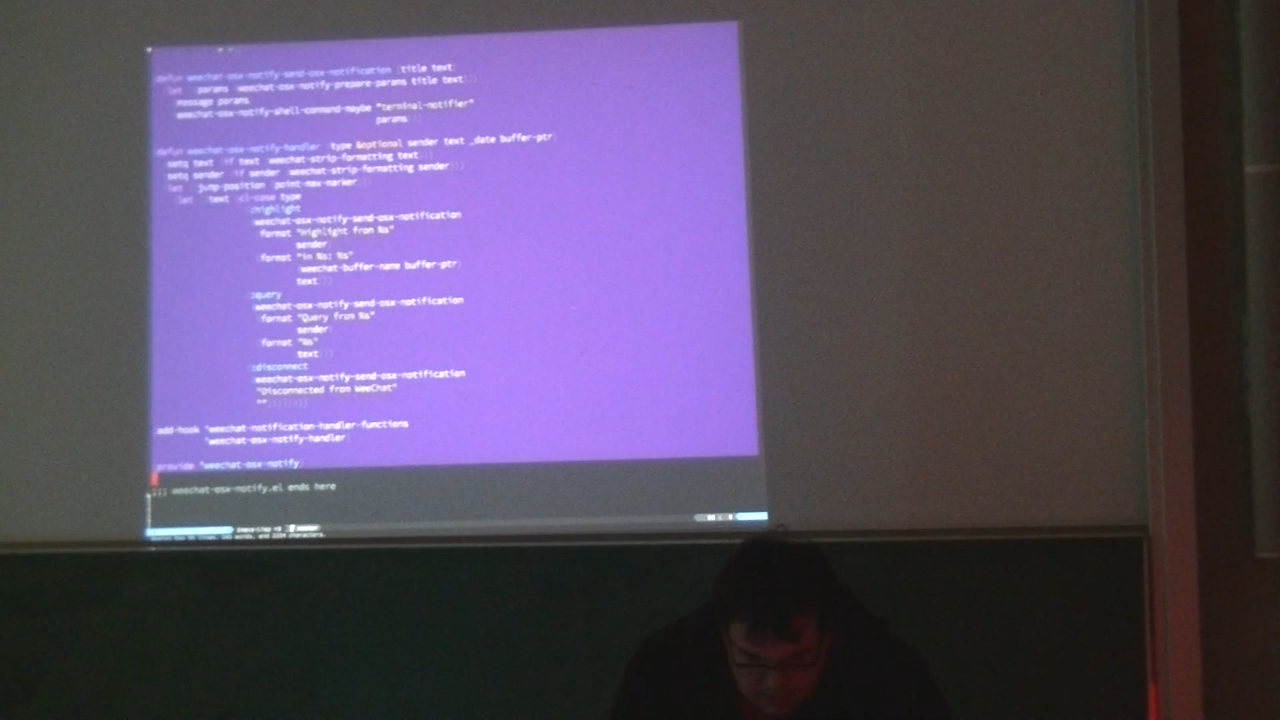 defun weechat-osx-notify-send-osx-notification (title text)
let params weechat-osx-notify-prepare-params title text)))
message params
weechat-osx-notify-shell-command-maybe "terminal-notifier"
params)))
defun weechat-osx-notify-handler (type &optional sender text _date buffer-ptr)
setq text (if text weechat-strip-formatting text)))
setq sender (if sender weechat-strip-formatting sender)))
let jump-position point-nav-marker)))
let text (cl-case type
(:highlight
weechat-osx-notify-send-osx-notification
format "Highlight from %s"
sender)
format "in %s: %s"
(weechat-buffer-name buffer-ptr)
text)))
(:query
weechat-osx-notify-send-osx-notification
format "Query from %s"
sender)
format "%s"
text)))
(:disconnect
weechat-osx-notify-send-osx-notification
"Disconnected from WeeChat"
""))))))))
add-hook 'weechat-notification-handler-functions
'weechat-osx-notify-handler)
provide 'weechat-osx-notify)
;;; weechat-osx-notify.el ends here
master
words, and characters.